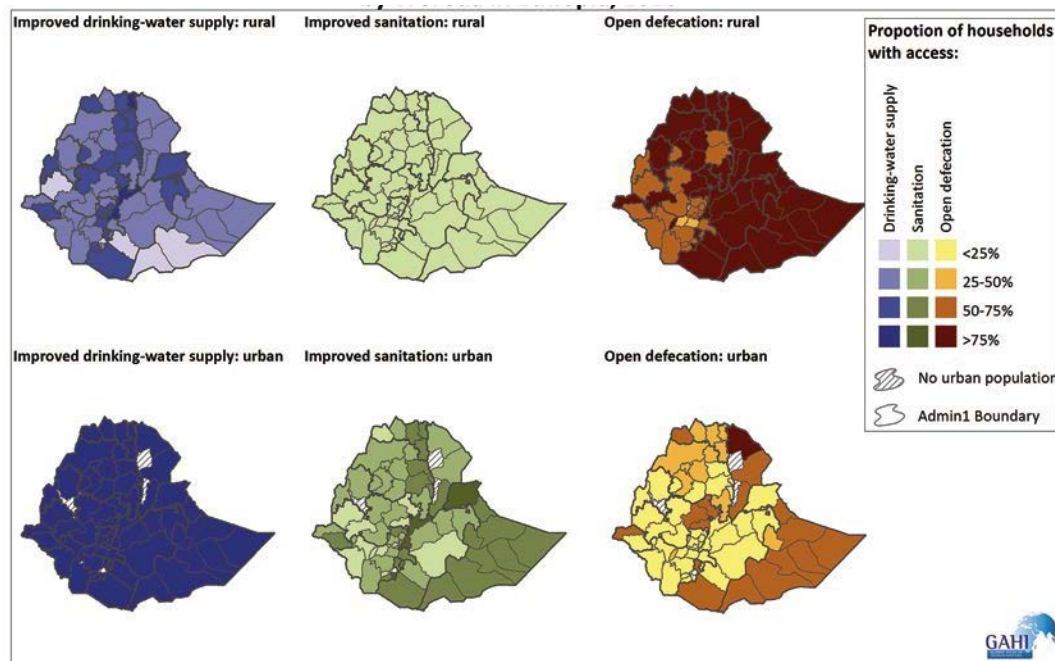 Improved drinking-water supply: rural
Improved sanitation: rural
Open defecation: rural
Propotion of households
with access:
Drinking-water supply
Sanitation
Open defecation
<25%
25-50%
50-75%
>75%
No urban population
Admin1 Boundary
Improved drinking-water supply: urban
Improved sanitation: urban
Open defecation: urban
GAHI